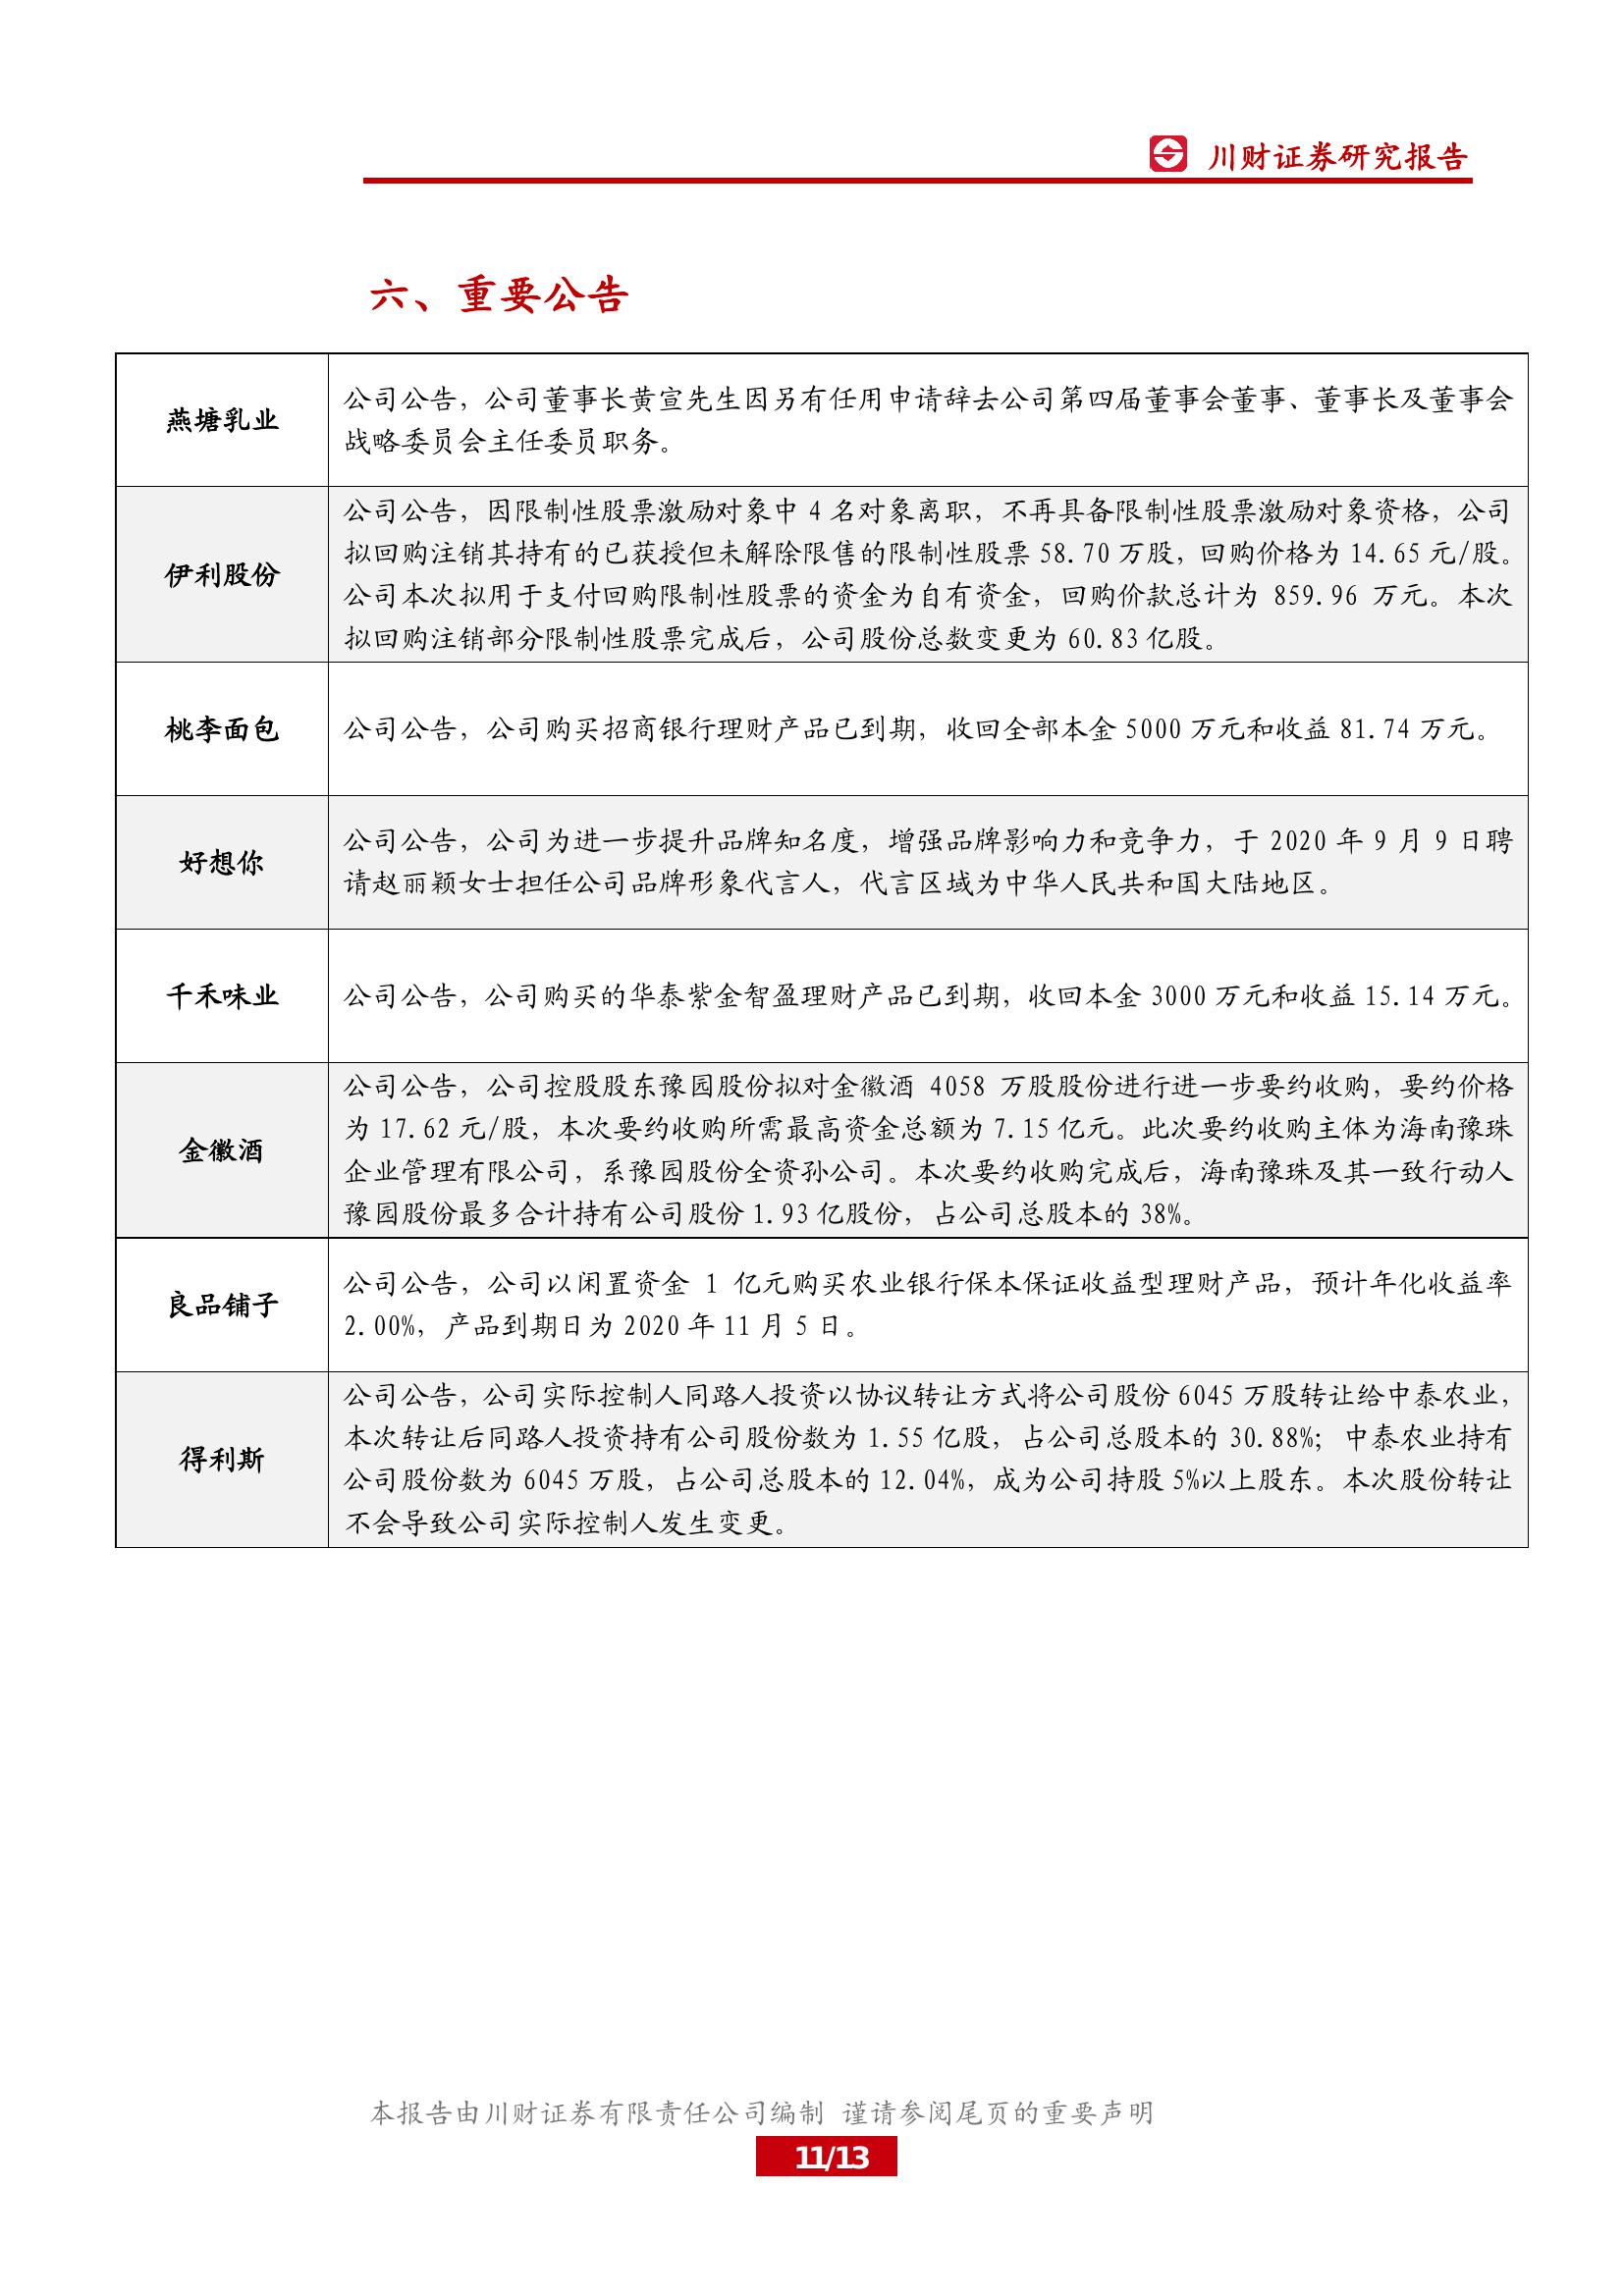 川财证券研究报告
六、重要公告
燕塘乳业
公司公告，公司董事长黄宣先生因另有任用申请辞去公司第四届董事会董事、董事长及董事会
战略委员会主任委员职务。
伊利股份
公司公告，因限制性股票激励对象中 4 名对象离职，不再具备限制性股票激励对象资格，公司
拟回购注销其持有的已获授但未解除限售的限制性股票 58.70 万股，回购价格为 14.65 元/股。
公司本次拟用于支付回购限制性股票的资金为自有资金，回购价款总计为 859.96 万元。本次
拟回购注销部分限制性股票完成后，公司股份总数变更为 60.83 亿股。
桃李面包
公司公告，公司购买招商银行理财产品已到期，收回全部本金 5000 万元和收益 81.74 万元。
好想你
公司公告，公司为进一步提升品牌知名度，增强品牌影响力和竞争力，于 2020 年 9 月 9 日聘
请赵丽颖女士担任公司品牌形象代言人，代言区域为中华人民共和国大陆地区。
千禾味业
公司公告，公司购买的华泰紫金智盈理财产品已到期，收回本金 3000 万元和收益 15.14 万元。
金徽酒
公司公告，公司控股股东豫园股份拟对金徽酒 4058 万股股份进行进一步要约收购，要约价格
为 17.62 元/股，本次要约收购所需最高资金总额为 7.15 亿元。此次要约收购主体为海南豫珠
企业管理有限公司，系豫园股份全资孙公司。本次要约收购完成后，海南豫珠及其一致行动人
豫园股份最多合计持有公司股份 1.93 亿股份，占公司总股本的 38%。
良品铺子
公司公告，公司以闲置资金 1 亿元购买农业银行保本保证收益型理财产品，预计年化收益率
2.00%，产品到期日为 2020 年 11 月 5 日。
得利斯
公司公告，公司实际控制人同路人投资以协议转让方式将公司股份 6045 万股转让给中泰农业，
本次转让后同路人投资持有公司股份数为 1.55 亿股，占公司总股本的 30.88%；中泰农业持有
公司股份数为 6045 万股，占公司总股本的 12.04%，成为公司持股 5%以上股东。本次股份转让
不会导致公司实际控制人发生变更。
本报告由川财证券有限责任公司编制 谨请参阅尾页的重要声明
11/13